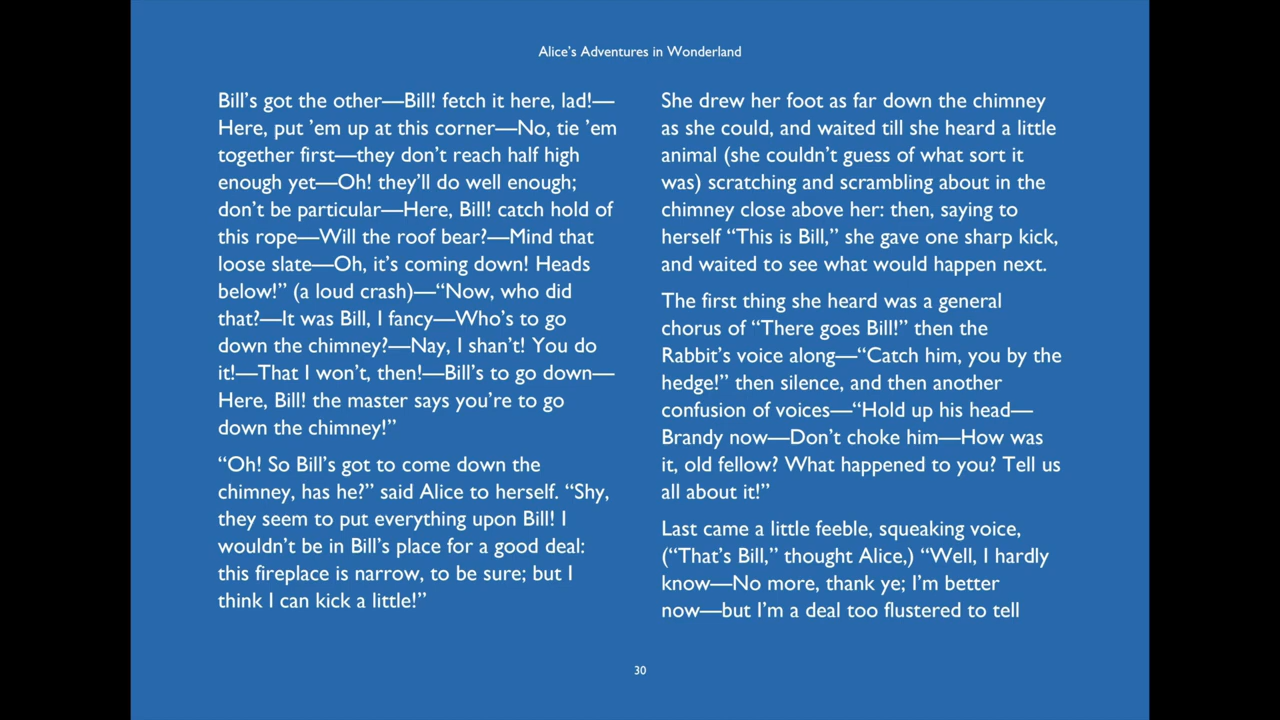 Alice’s Adventures in Wonderland
Bill’s got the other—Bill! fetch it here, lad!—
Here, put ’em up at this corner—No, tie ’em
together first—they don’t reach half high
enough yet—Oh! they’ll do well enough;
don’t be particular—Here, Bill! catch hold of
this rope—Will the roof bear?—Mind that
loose slate—Oh, it’s coming down! Heads
below!” (a loud crash)—“Now, who did
that?—It was Bill, I fancy—Who’s to go
down the chimney?—Nay, I shan’t! You do
it!—That I won’t, then!—Bill’s to go down—
Here, Bill! the master says you’re to go
down the chimney!”
“Oh! So Bill’s got to come down the
chimney, has he?” said Alice to herself. “Shy,
they seem to put everything upon Bill! I
wouldn’t be in Bill’s place for a good deal:
this fireplace is narrow, to be sure; but I
think I can kick a little!”
She drew her foot as far down the chimney
as she could, and waited till she heard a little
animal (she couldn’t guess of what sort it
was) scratching and scrambling about in the
chimney close above her: then, saying to
herself “This is Bill,” she gave one sharp kick,
and waited to see what would happen next.
The first thing she heard was a general
chorus of “There goes Bill!” then the
Rabbit’s voice along—“Catch him, you by the
hedge!” then silence, and then another
confusion of voices—“Hold up his head—
Brandy now—Don’t choke him—How was
it, old fellow? What happened to you? Tell us
all about it!”
Last came a little feeble, squeaking voice,
(“That’s Bill,” thought Alice,) “Well, I hardly
know—No more, thank ye; I’m better
now—but I’m a deal too flustered to tell
30